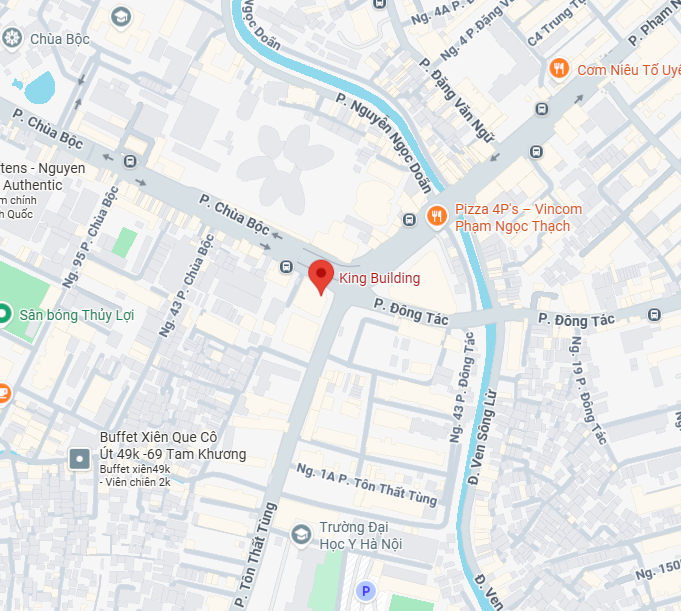 Ngọc Doãn
Ng. 4A P. Đặng V
Ng. 4 P. Đặng Vă
C4 Trung Tự
P. Phạm N
Chùa Bộc
P. Đặng Văn Ngữ
Cơm Niêu Tố Uyê
P. Nguyễn Ngọc Doãn
P. Chùa Bộc
tens - Nguyen
Authentic
m chính
h Quốc
P. Chùa Bộc
Ng. 95 P. Chùa Bộc
Ng. 43 P. Chùa Bộc
Pizza 4P's – Vincom
Phạm Ngọc Thạch
King Building
P. Đông Tác
P. Đông Tác
Sân bóng Thủy Lợi
Ng. 43 P. Đông Tác
Ng. 19 P. Đông Tác
Đ. Ven Sông Lừ
Buffet Xiên Que Cô
Út 49k -69 Tam Khương
Buffet xiên49k
- Viên chiên 2k
Ng. 1A P. Tôn Thất Tùng
P. Tôn Thất Tùng
Trường Đại
Học Y Hà Nội
P
Đ. Ven
Ng. 150